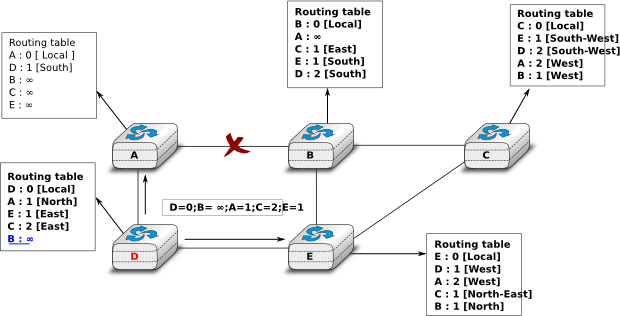 Routing table
A : 0 [ Local ]
D : 1 [South]
B : ∞
C : ∞
E : ∞
Routing table
B : 0 [Local]
A : ∞
C : 1 [East]
E : 1 [South]
D : 2 [South]
Routing table
C : 0 [Local]
E : 1 [South-West]
D : 2 [South-West]
A : 2 [West]
B : 1 [West]
A
B
C
Routing table
D : 0 [Local]
A : 1 [North]
E : 1 [East]
C : 2 [East]
B : ∞
D=0;B= ∞;A=1;C=2;E=1
D
E
Routing table
E : 0 [Local]
D : 1 [West]
A : 2 [West]
C : 1 [North-East]
B : 1 [North]